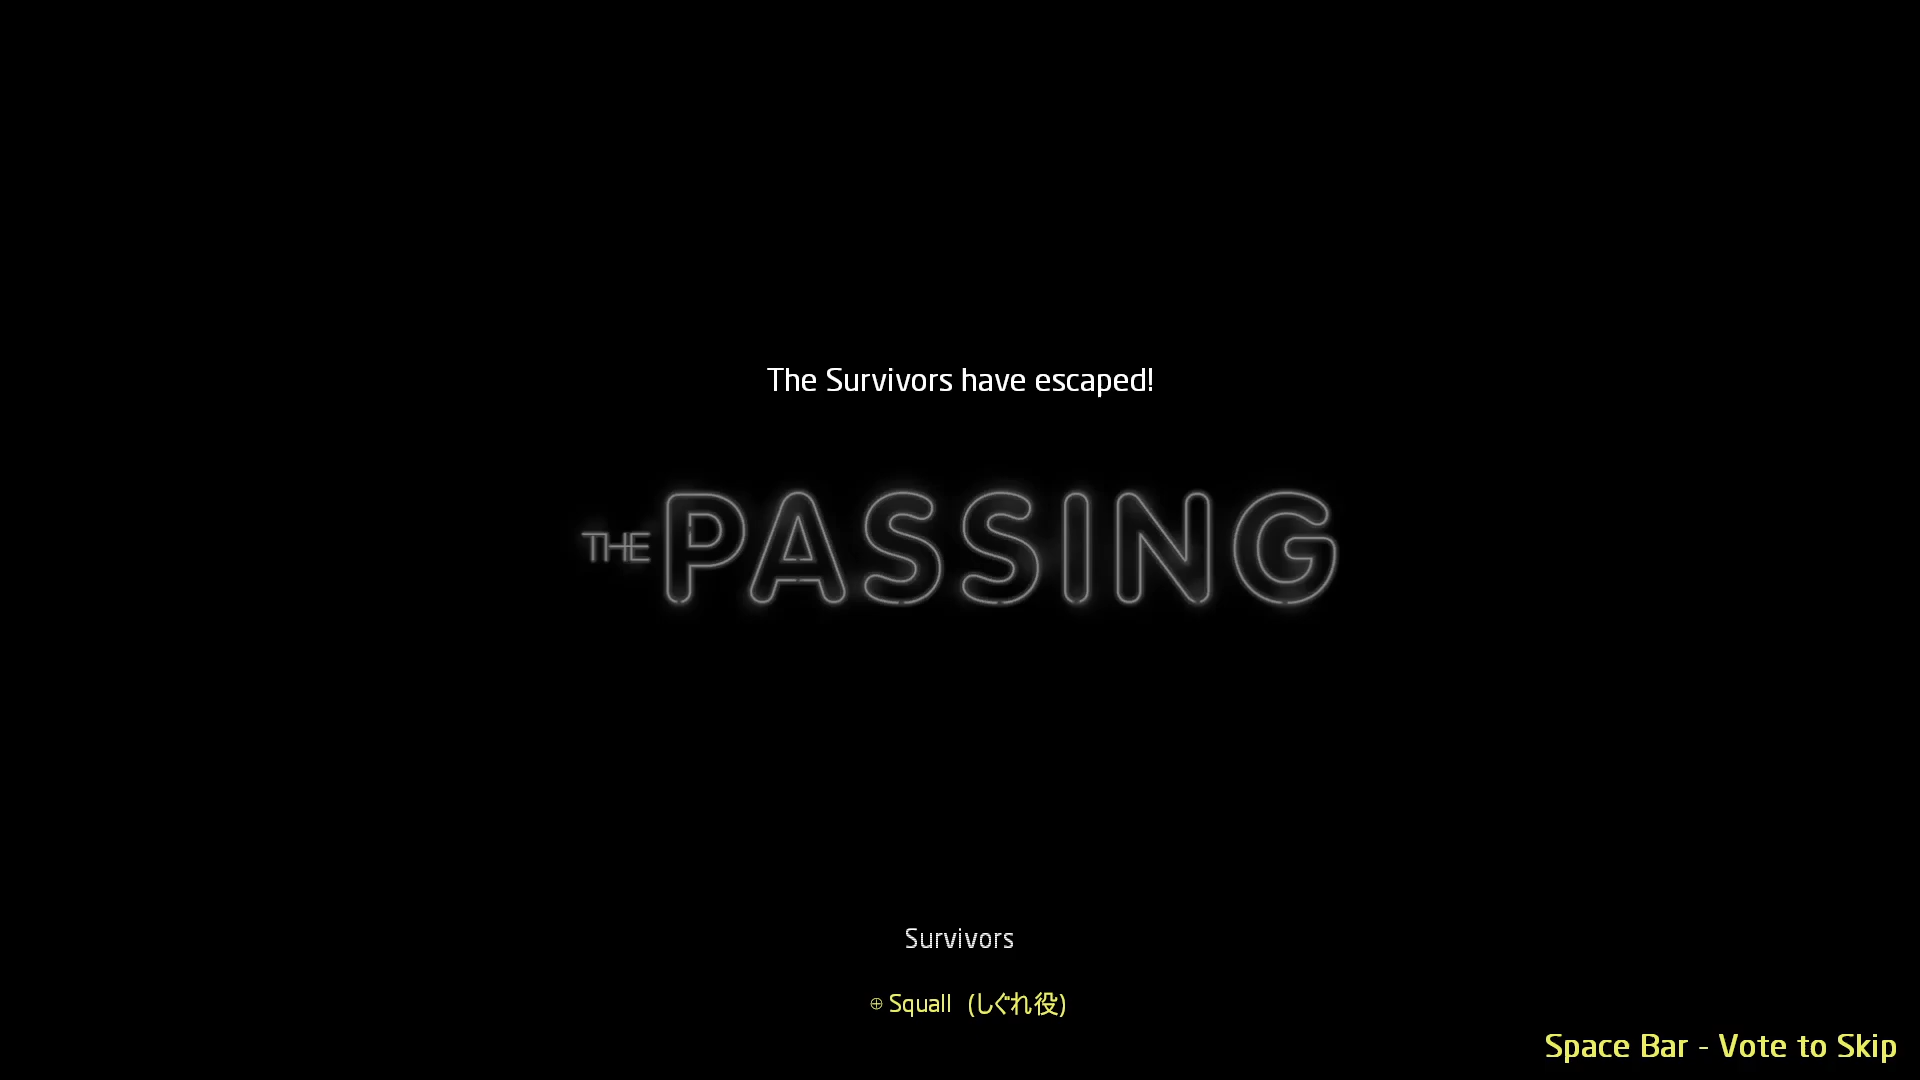 The Survivors have escaped!
THE PASSING
Survivors
⊕ Squall (しぐれ役)
Space Bar - Vote to Skip